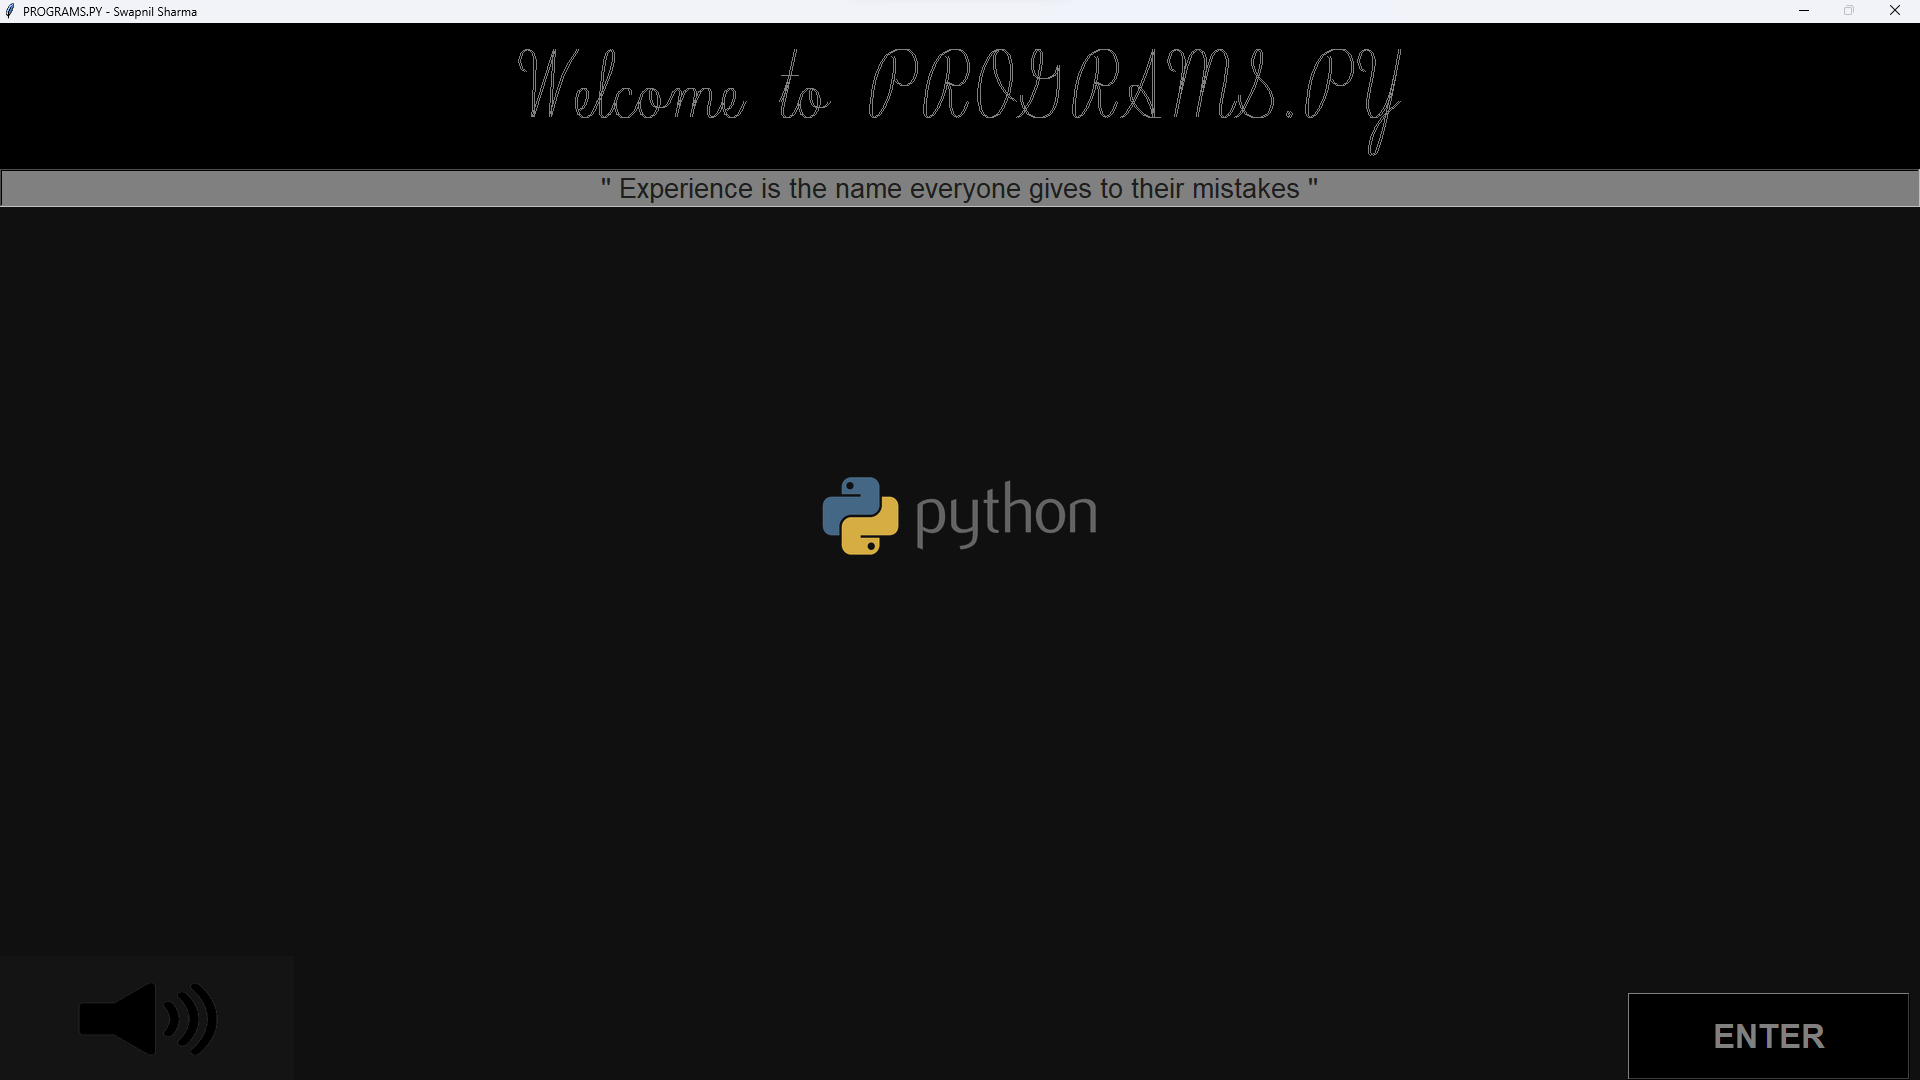 PROGRAMS.PY - Swapnil Sharma
Welcome to PROGRAMS.PY
" Experience is the name everyone gives to their mistakes "
python
ENTER